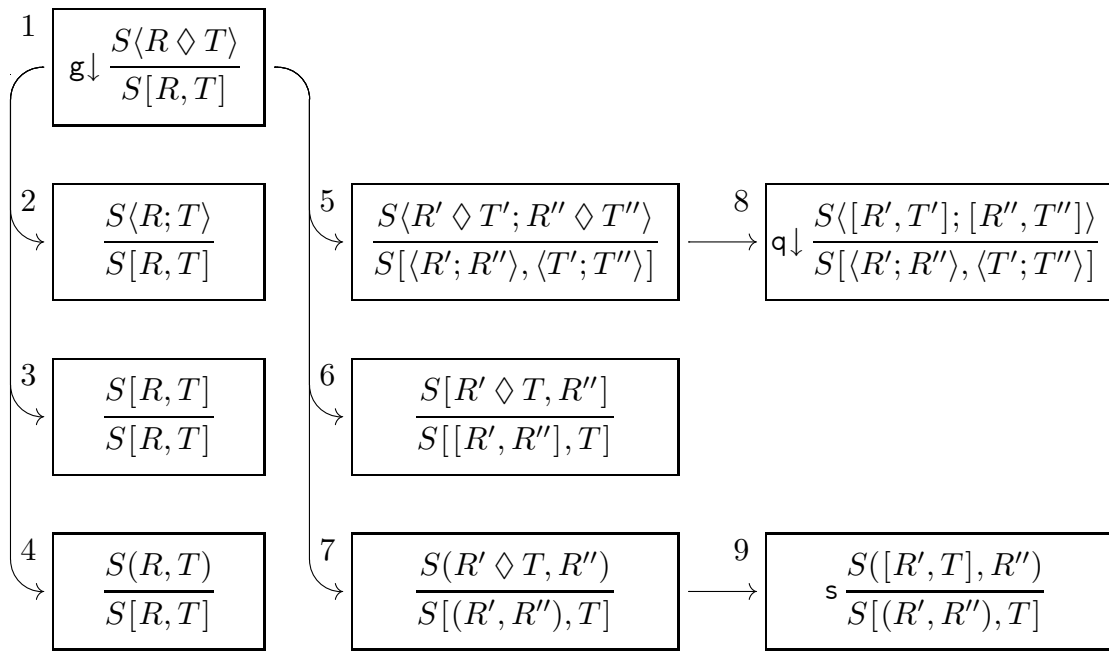 1 g↓ S⟨R ◇ T⟩ / S[R, T]
2 S⟨R; T⟩ / S[R, T]
5 S⟨R′ ◇ T′; R″ ◇ T″⟩ / S[⟨R′; R″⟩, ⟨T′; T″⟩]
8 q↓ S⟨[R′, T′]; [R″, T″]⟩ / S[⟨R′; R″⟩, ⟨T′; T″⟩]
3 S[R, T] / S[R, T]
6 S[R′ ◇ T, R″] / S[[R′, R″], T]
4 S(R, T) / S[R, T]
7 S(R′ ◇ T, R″) / S[(R′, R″), T]
9 s S([R′, T], R″) / S[(R′, R″), T]